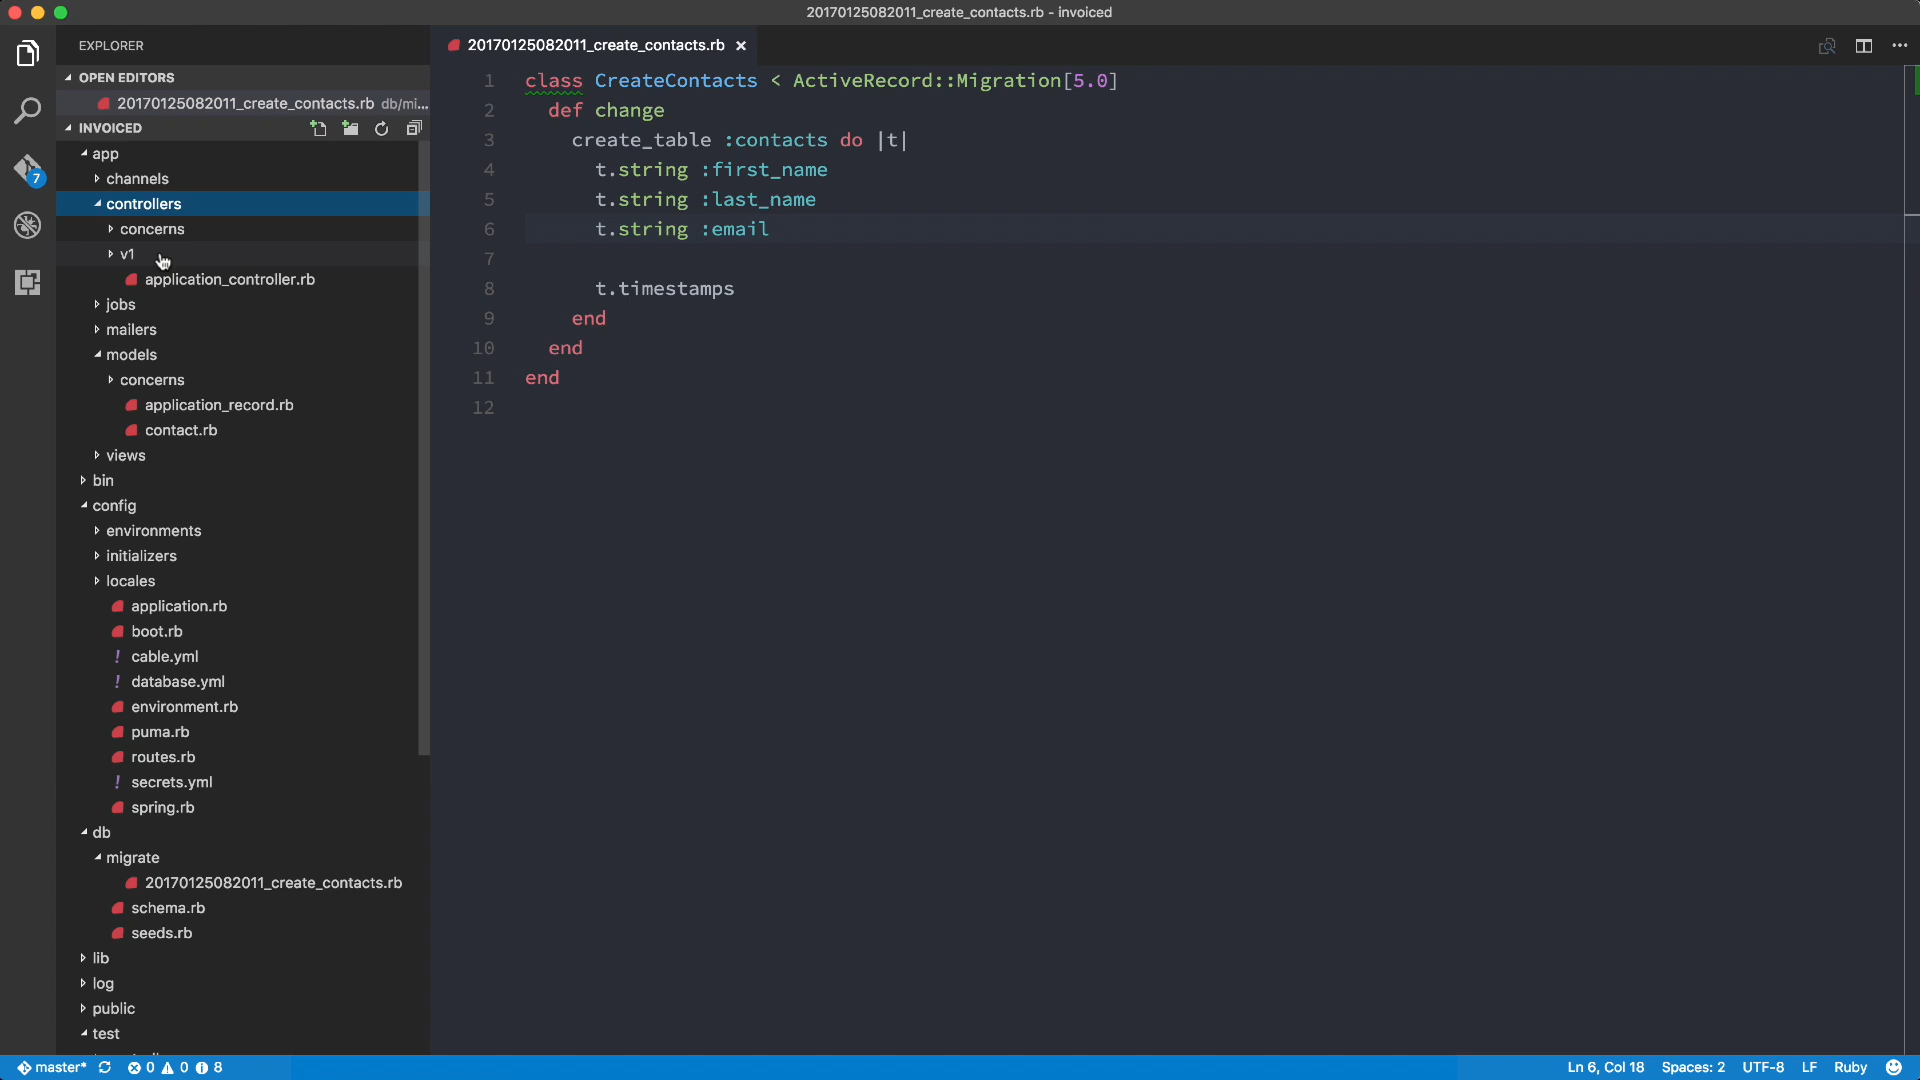 20170125082011_create_contacts.rb - invoiced
EXPLORER
OPEN EDITORS
20170125082011_create_contacts.rb db/mi...
INVOICED
app
channels
controllers
concerns
v1
application_controller.rb
jobs
mailers
models
concerns
application_record.rb
contact.rb
views
bin
config
environments
initializers
locales
application.rb
boot.rb
! cable.yml
! database.yml
environment.rb
puma.rb
routes.rb
! secrets.yml
spring.rb
db
migrate
20170125082011_create_contacts.rb
schema.rb
seeds.rb
lib
log
public
test
7
20170125082011_create_contacts.rb ×
1 class CreateContacts < ActiveRecord::Migration[5.0]
2 def change
3 create_table :contacts do |t|
4 t.string :first_name
5 t.string :last_name
6 t.string :email
7
8 t.timestamps
9 end
10 end
11 end
12
master* 0 0 8 Ln 6, Col 18 Spaces: 2 UTF-8 LF Ruby